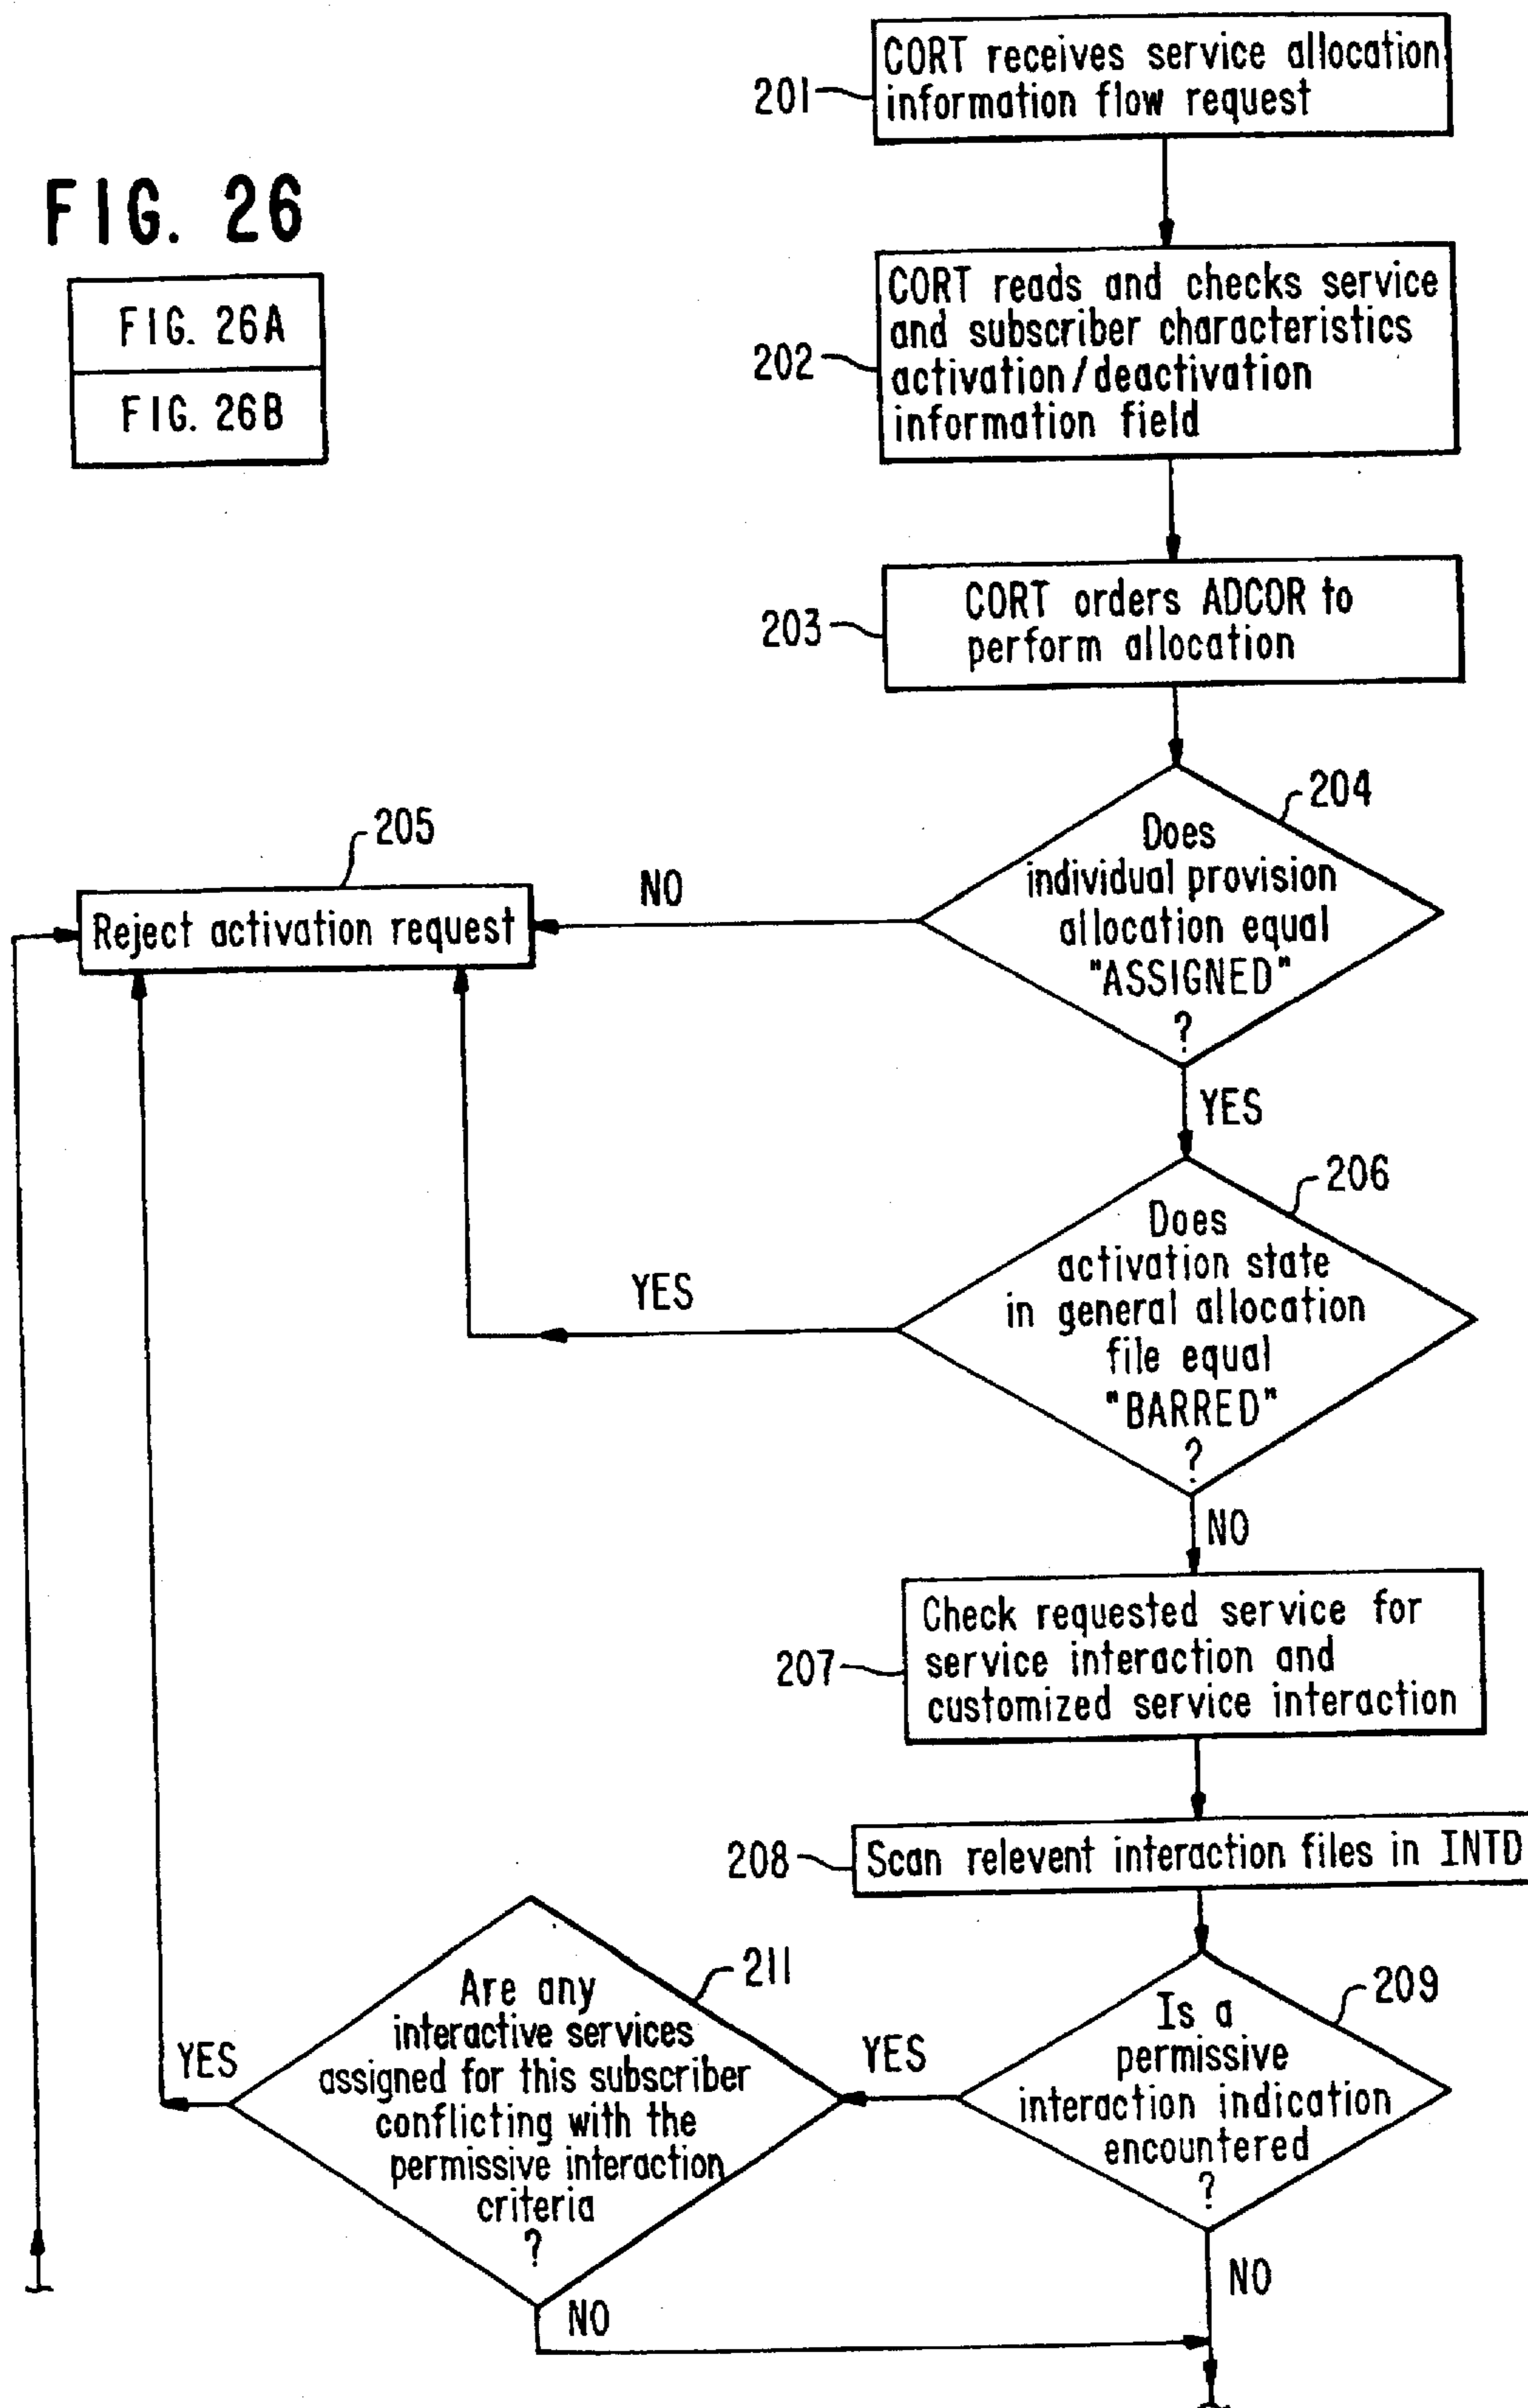 FIG. 26
FIG. 26A
FIG. 26B
201
CORT receives service allocation
information flow request
202
CORT reads and checks service
and subscriber characteristics
activation/deactivation
information field
203
CORT orders ADCOR to
perform allocation
204
Does
individual provision
allocation equal
"ASSIGNED"
?
NO
205
Reject activation request
YES
206
Does
activation state
in general allocation
file equal
"BARRED"
?
YES
NO
207
Check requested service for
service interaction and
customized service interaction
208
Scan relevent interaction files in INTD
209
Is a
permissive
interaction indication
encountered
?
YES
NO
211
Are any
interactive services
assigned for this subscriber
conflicting with the
permissive interaction
criteria
?
YES
NO